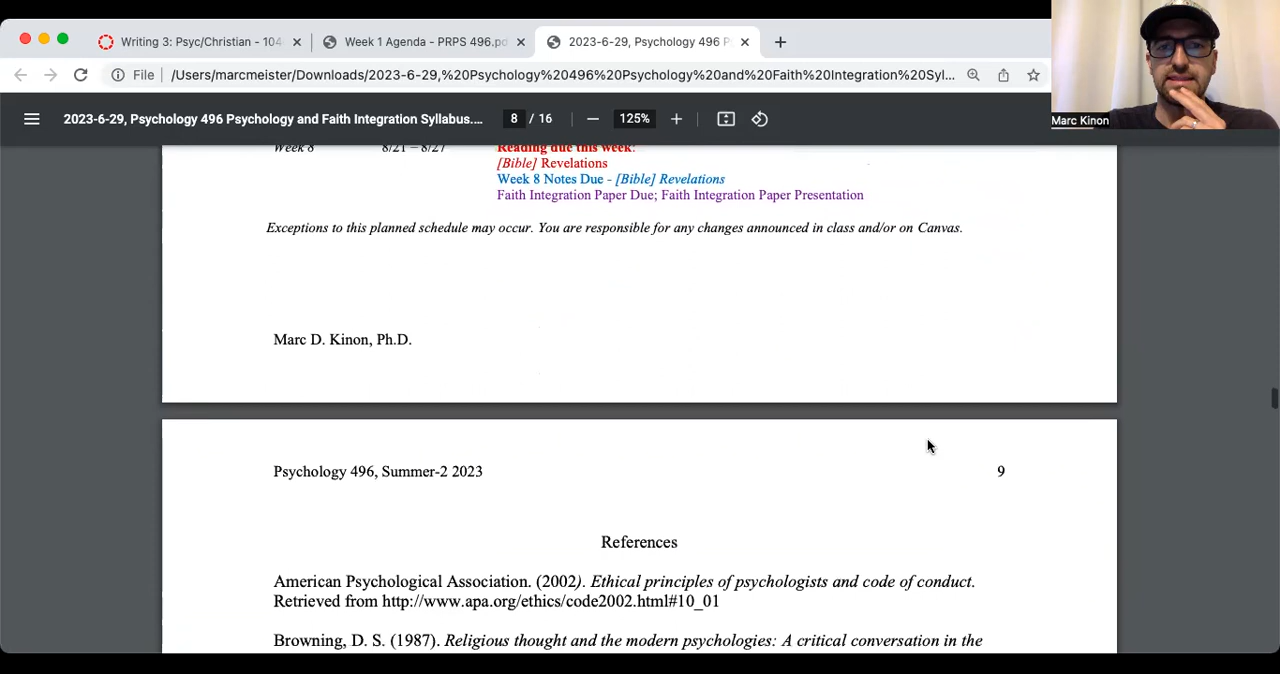 Writing 3: Psyc/Christian - 104
Week 1 Agenda - PRPS 496.pd
2023-6-29, Psychology 496 P
File
/Users/marcmeister/Downloads/2023-6-29,%20Psychology%20496%20Psychology%20and%20Faith%20Integration%20Syl...
2023-6-29, Psychology 496 Psychology and Faith Integration Syllabus....
8 / 16
125%
Marc Kinon
Week 8
8/21 – 8/27
Reading due this week:
[Bible] Revelations
Week 8 Notes Due - [Bible] Revelations
Faith Integration Paper Due; Faith Integration Paper Presentation
Exceptions to this planned schedule may occur. You are responsible for any changes announced in class and/or on Canvas.
Marc D. Kinon, Ph.D.
Psychology 496, Summer-2 2023
9
References
American Psychological Association. (2002). Ethical principles of psychologists and code of conduct.
Retrieved from http://www.apa.org/ethics/code2002.html#10_01
Browning, D. S. (1987). Religious thought and the modern psychologies: A critical conversation in the